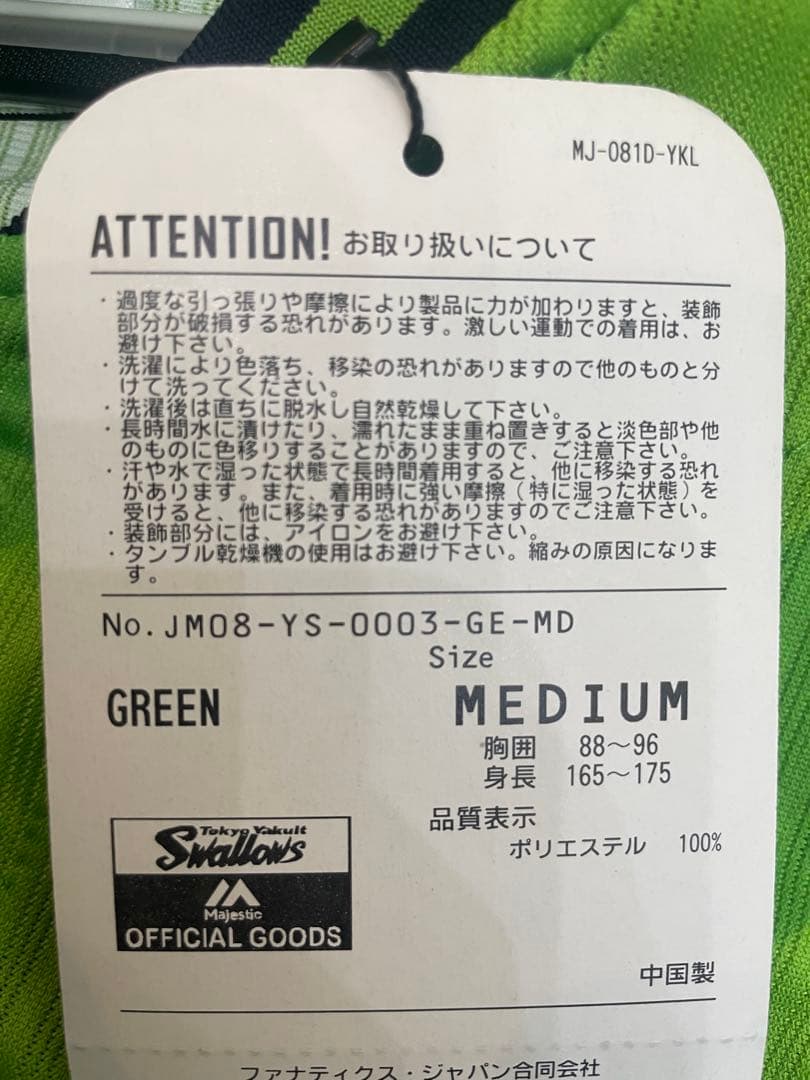 MJ-081D-YKL
ATTENTION! お取り扱いについて
・過度な引っ張りや摩擦により製品に力が加わりますと、装飾
部分が破損する恐れがあります。激しい運動での着用は、お
避け下さい。
・洗濯により色落ち、移染の恐れがありますので他のものと分
けて洗ってください。
・洗濯後は直ちに脱水し自然乾燥して下さい。
・長時間水に漬けたり、濡れたまま重ね置きすると淡色部や他
のものに色移りすることがありますので、ご注意下さい。
・汗や水で湿った状態で長時間着用すると、他に移染する恐れ
があります。また、着用時に強い摩擦（特に湿った状態）を
受けると、他に移染する恐れがありますのでご注意下さい。
・装飾部分には、アイロンをお避け下さい。
・タンブル乾燥機の使用はお避け下さい。縮みの原因になりま
す。
No. JM08-YS-0003-GE-MD
Size
GREEN MEDIUM
胸囲 88～96
身長 165～175
品質表示
ポリエステル 100%
Tokyo Yakult
Swallows
Majestic
OFFICIAL GOODS
中国製
ファナティクス・ジャパン合同会社